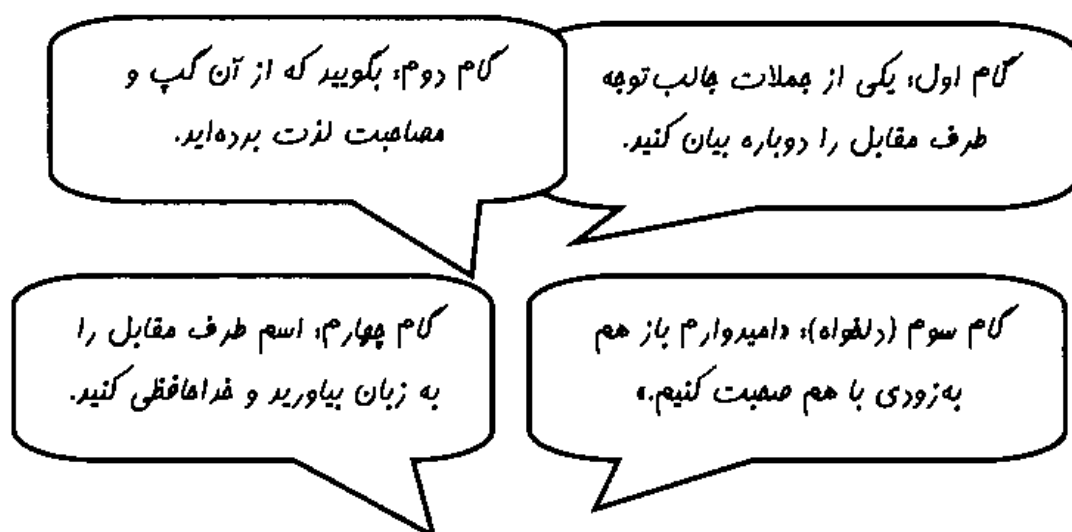 گام اول: یکی از جملات جالب‌توجه
طرف مقابل را دوباره بیان کنید.
گام دوم: بگویید که از آن گپ و
مصاحبت لذت برده‌اید.
گام سوم (دلخواه): «امیدوارم باز هم
به‌زودی با هم صحبت کنیم.»
گام چهارم: اسم طرف مقابل را
به زبان بیاورید و خداحافظی کنید.